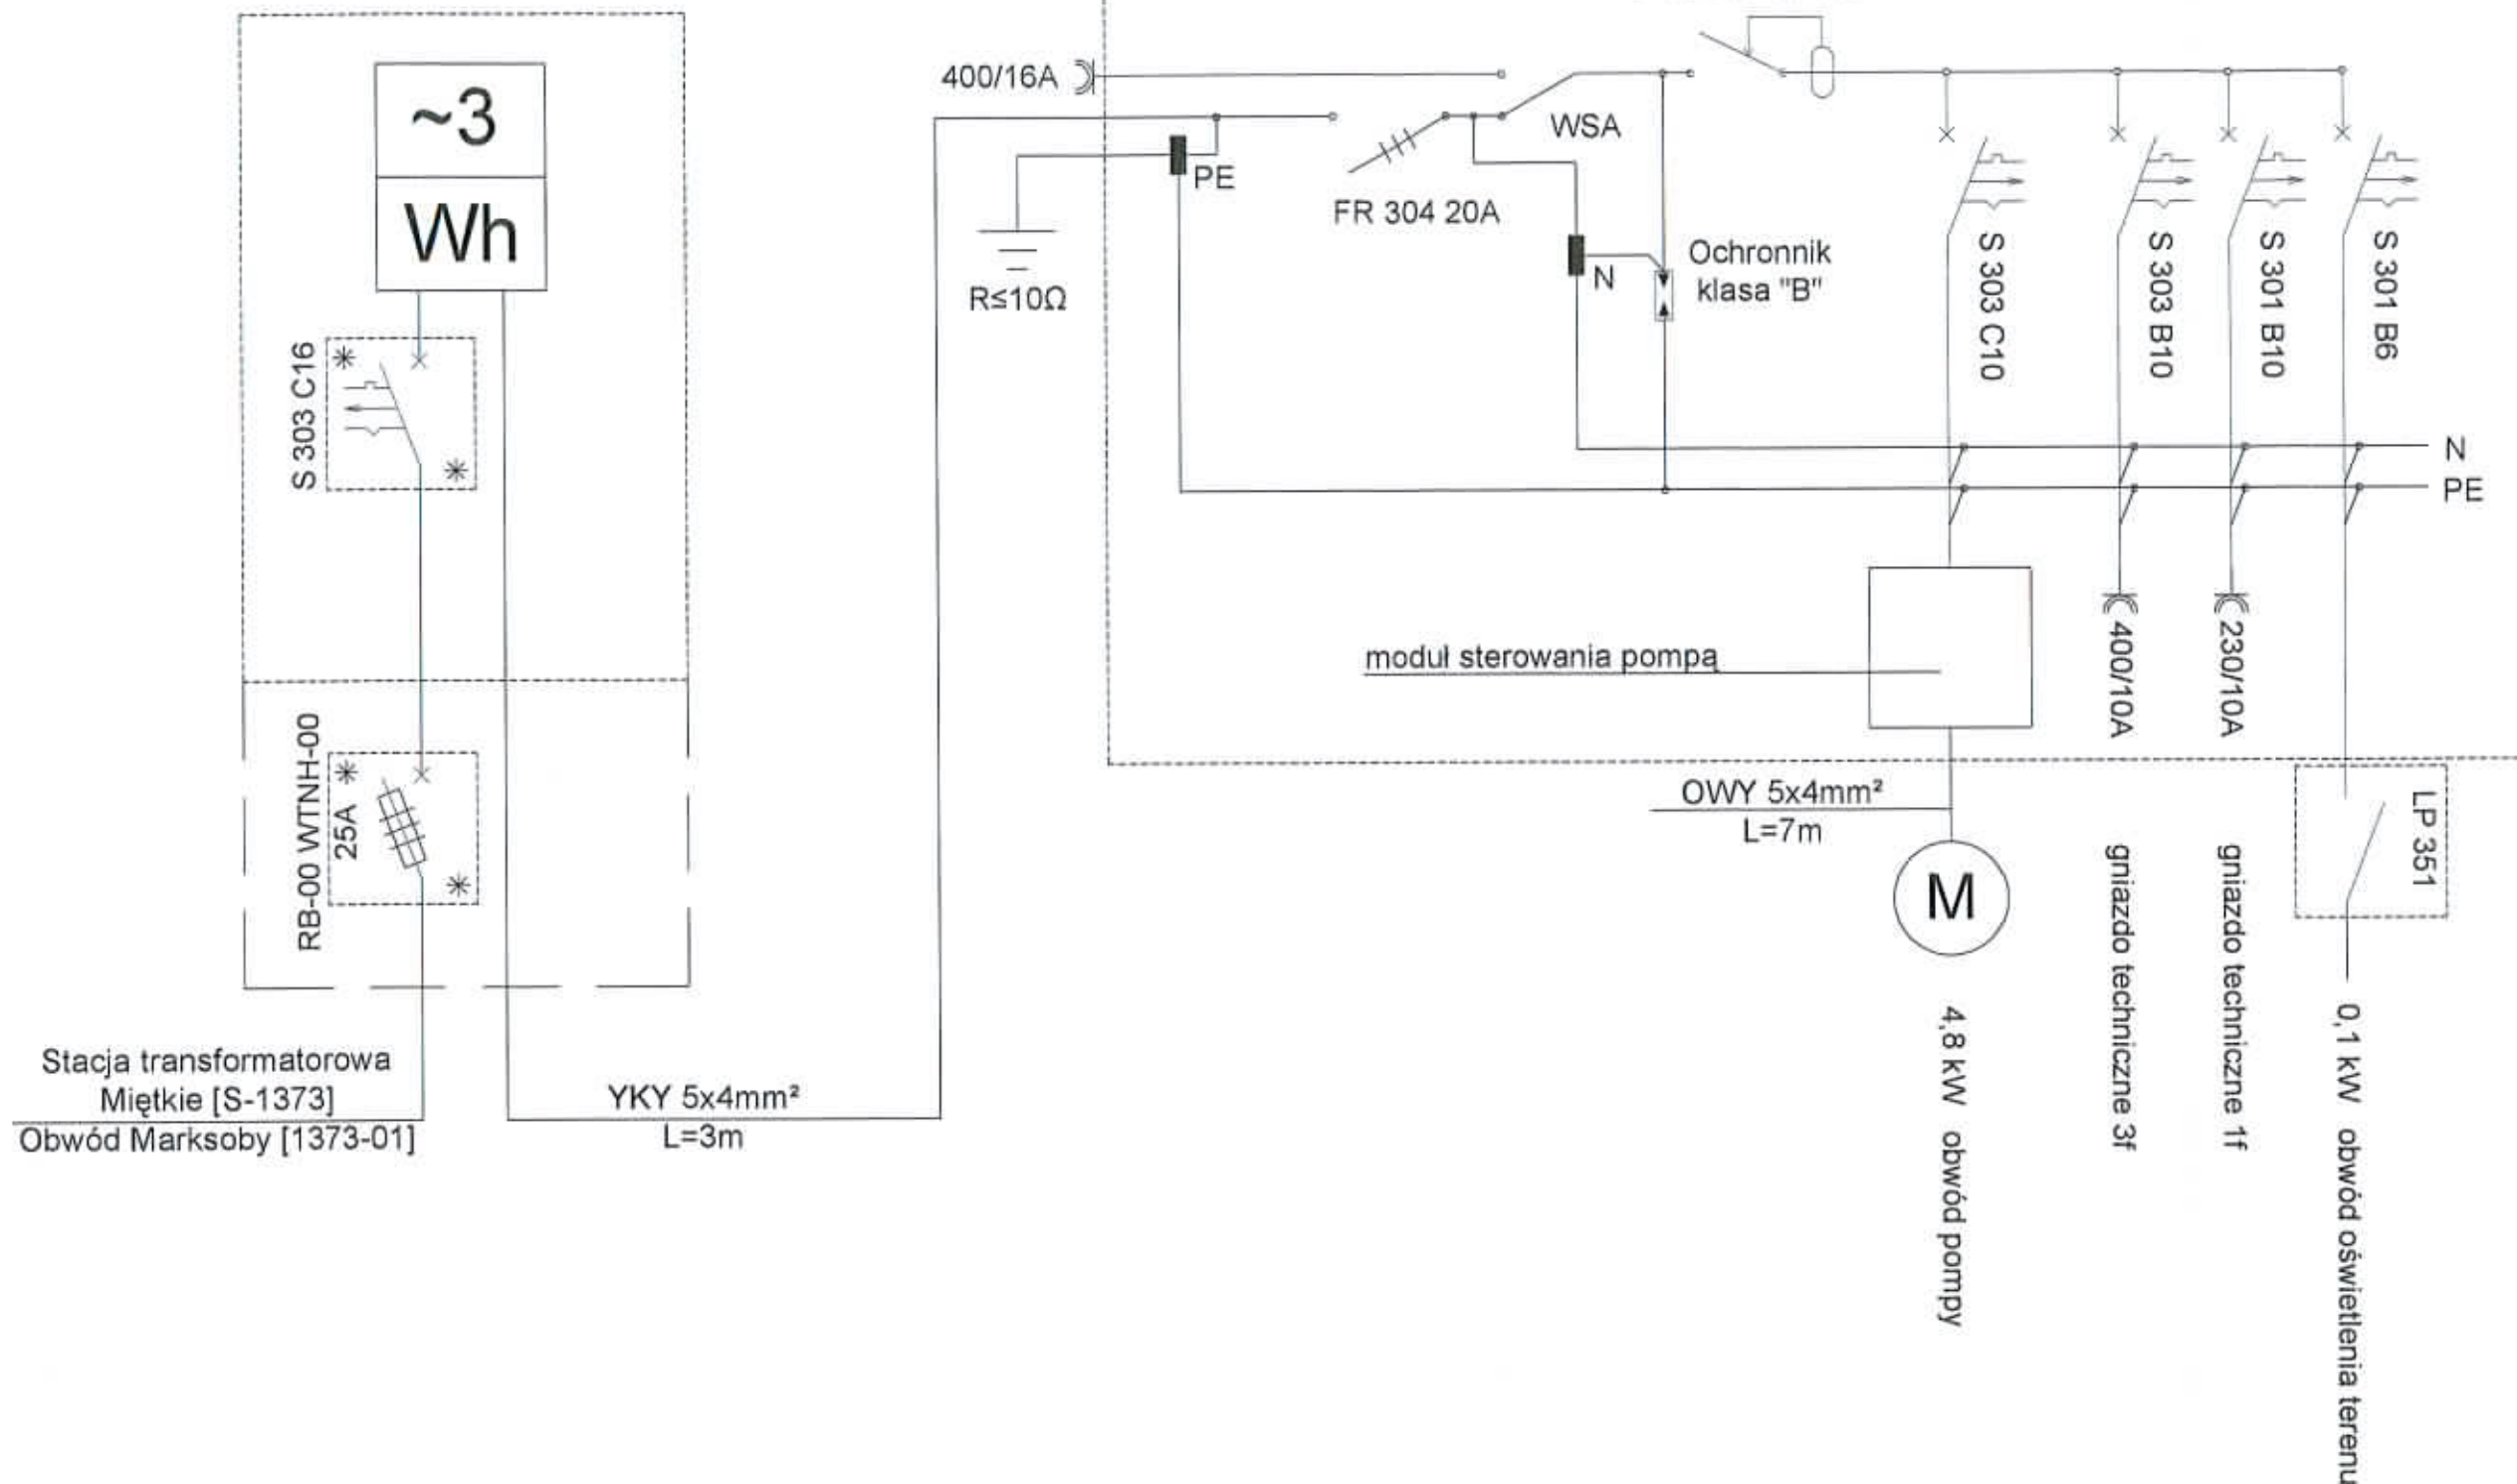 ~3
Wh
S 303 C16
RB-00 WTNH-00
25A
Stacja transformatorowa
Miętkie [S-1373]
Obwód Marksoby [1373-01]
YKY 5x4mm²
L=3m
400/16A
PE
R≤10Ω
FR 304 20A
WSA
N
Ochronnik
klasa "B"
S 303 C10
S 303 B10
S 301 B10
S 301 B6
N
PE
moduł sterowania pompą
400/10A
230/10A
OWY 5x4mm²
L=7m
M
LP 351
4,8 kW obwód pompy
gniazdo techniczne 3f
gniazdo techniczne 1f
0,1 kW obwód oświetlenia terenu